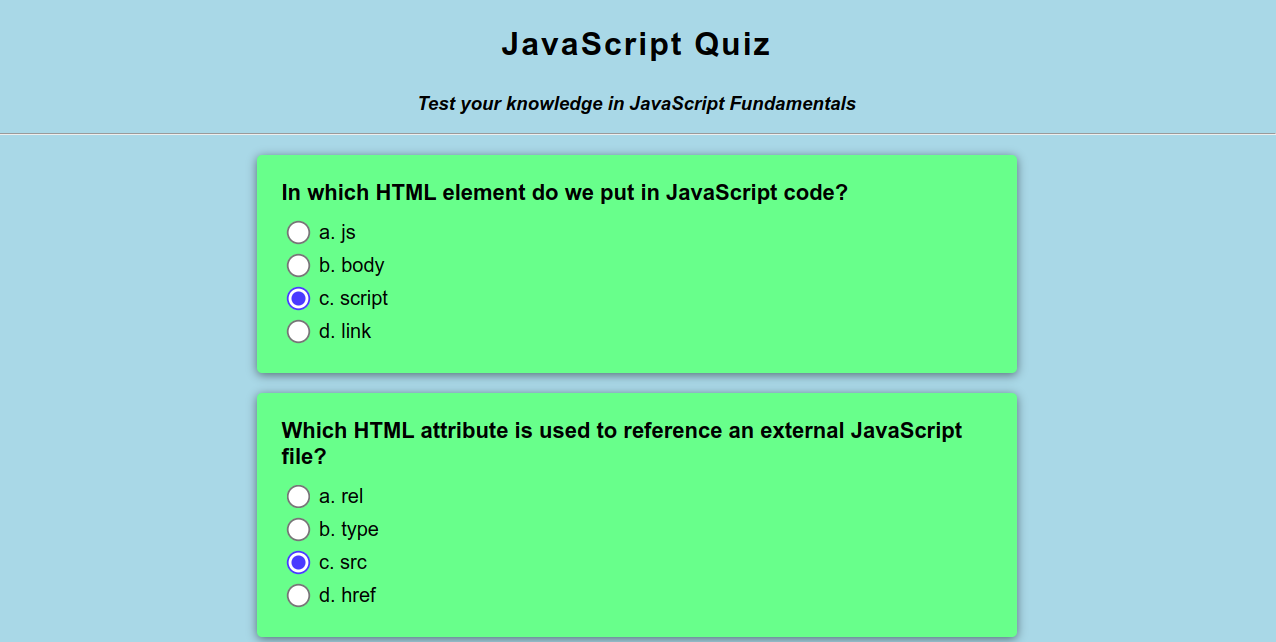 JavaScript Quiz
Test your knowledge in JavaScript Fundamentals
In which HTML element do we put in JavaScript code?
a. js
b. body
c. script
d. link
Which HTML attribute is used to reference an external JavaScript
file?
a. rel
b. type
c. src
d. href